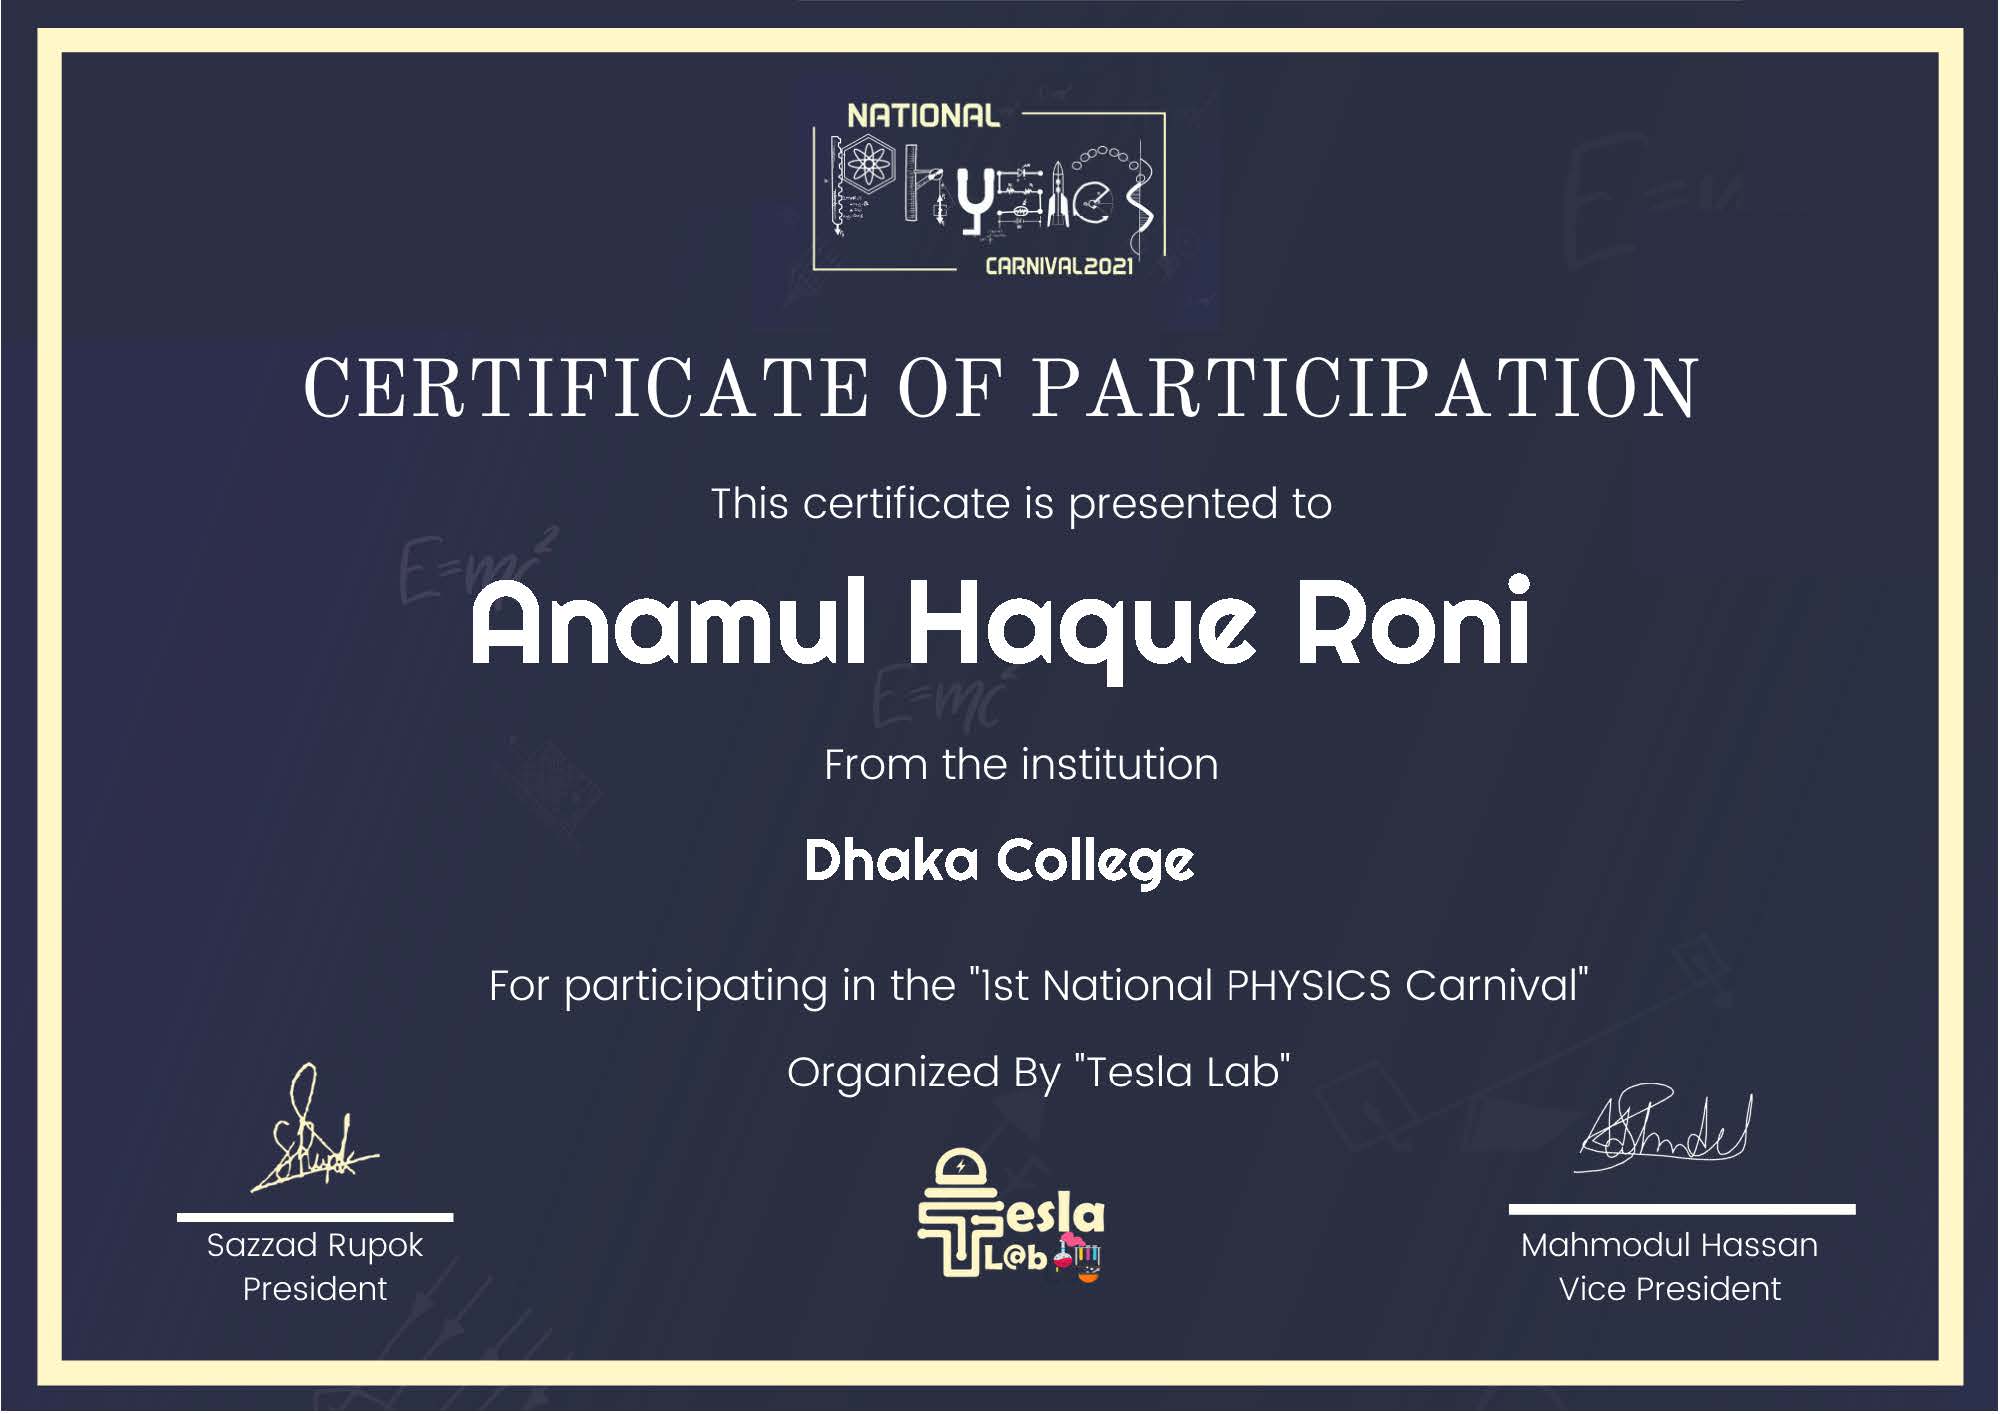 NATIONAL
Physics
CARNIVAL2021
CERTIFICATE OF PARTICIPATION
This certificate is presented to
E=mc²
Anamul Haque Roni
E=mc²
From the institution
Dhaka College
For participating in the "1st National PHYSICS Carnival"
Organized By "Tesla Lab"
Tesla
L@b
Sazzad Rupok
President
Mahmodul Hassan
Vice President